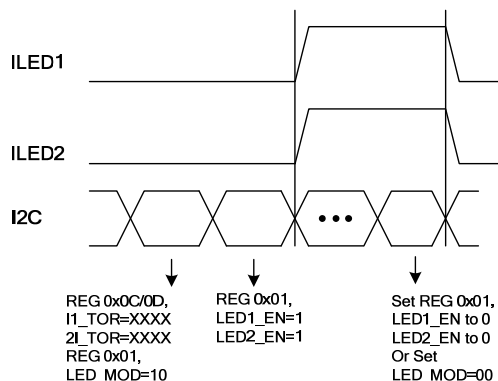 ILED1
ILED2
I2C
•••
REG 0x0C/0D,
I1_TOR=XXXX
2I_TOR=XXXX
REG 0x01,
LED_MOD=10
REG 0x01,
LED1_EN=1
LED2_EN=1
Set REG 0x01,
LED1_EN to 0
LED2_EN to 0
Or Set
LED_MOD=00